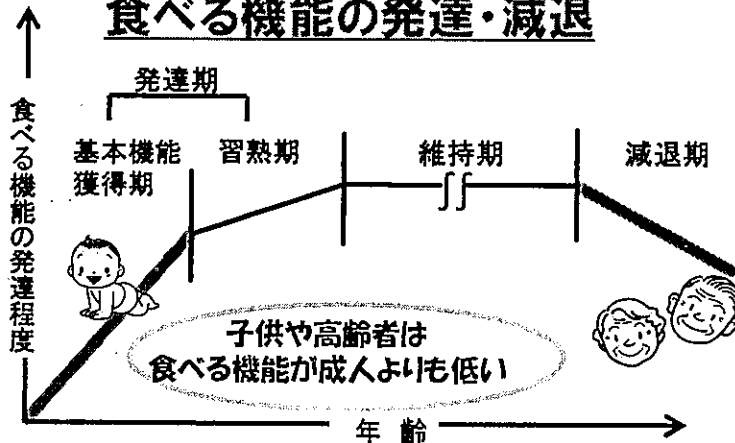 食べる機能の発達・減退
発達期
基本機能
獲得期
習熟期
維持期
減退期
食べる機能の発達程度
子供や高齢者は
食べる機能が成人よりも低い
年齢